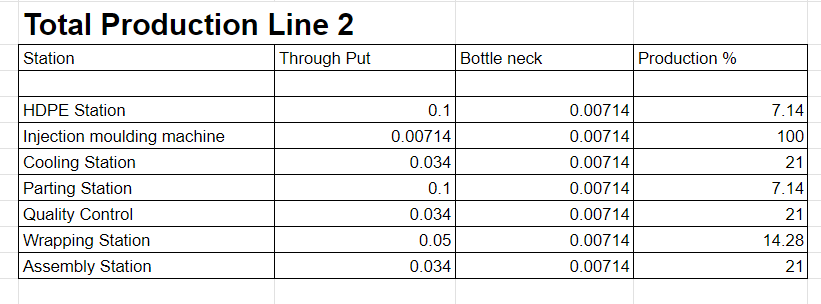 Total Production Line 2
Station Through Put Bottle neck Production %
HDPE Station 0.1 0.00714 7.14
Injection moulding machine 0.00714 0.00714 100
Cooling Station 0.034 0.00714 21
Parting Station 0.1 0.00714 7.14
Quality Control 0.034 0.00714 21
Wrapping Station 0.05 0.00714 14.28
Assembly Station 0.034 0.00714 21